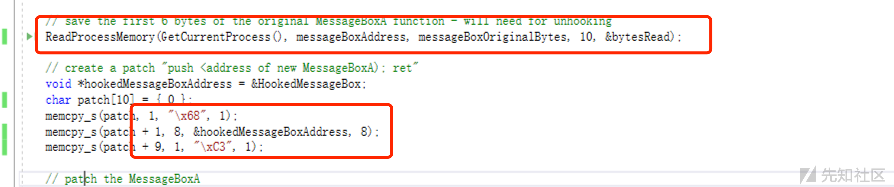 // save the first 6 bytes of the original MessageBoxA function - will need for unhooking
ReadProcessMemory(GetCurrentProcess(), messageBoxAddress, messageBoxOriginalBytes, 10, &bytesRead);
// create a patch "push <address of new MessageBoxA); ret"
void *hookedMessageBoxAddress = &HookedMessageBox;
char patch[10] = { 0 };
memcpy_s(patch, 1, "\x68", 1);
memcpy_s(patch + 1, 8, &hookedMessageBoxAddress, 8);
memcpy_s(patch + 9, 1, "\xC3", 1);
// patch the MessageBoxA
先知社区